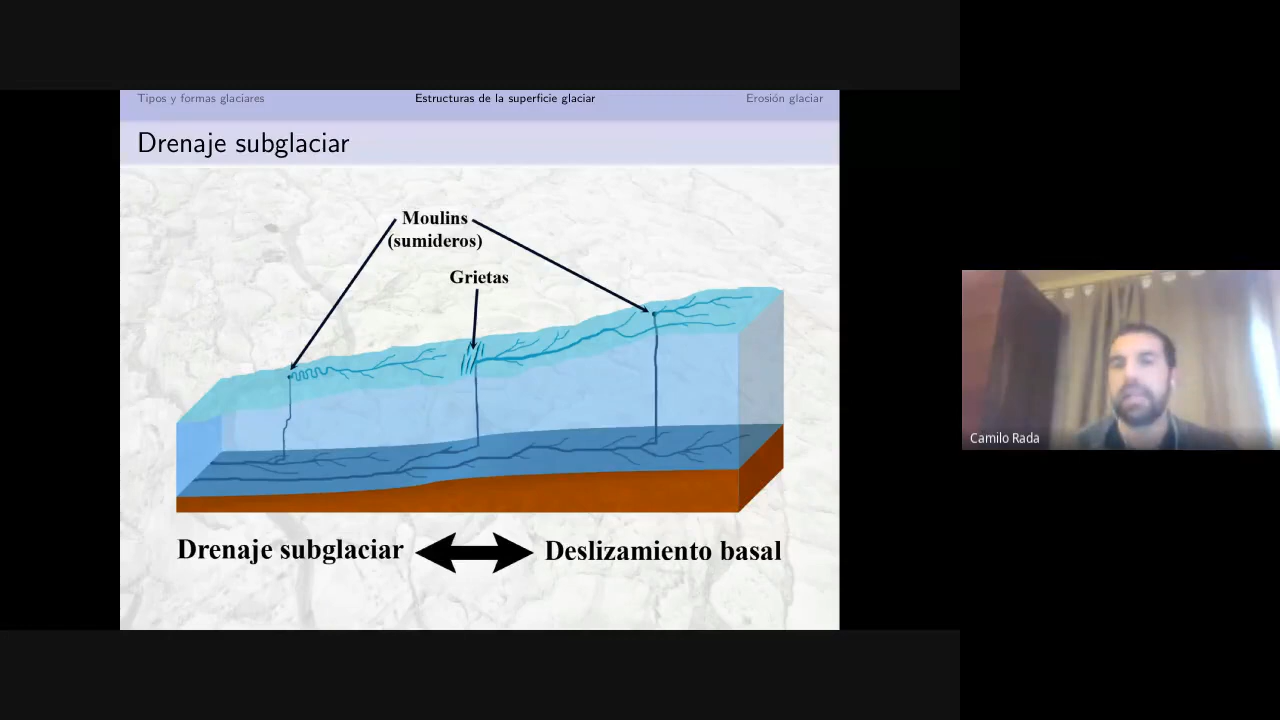 Tipos y formas glaciares
Estructuras de la superficie glaciar
Erosión glaciar
Drenaje subglaciar
Moulins
(sumideros)
Grietas
Drenaje subglaciar
Deslizamiento basal
Camilo Rada